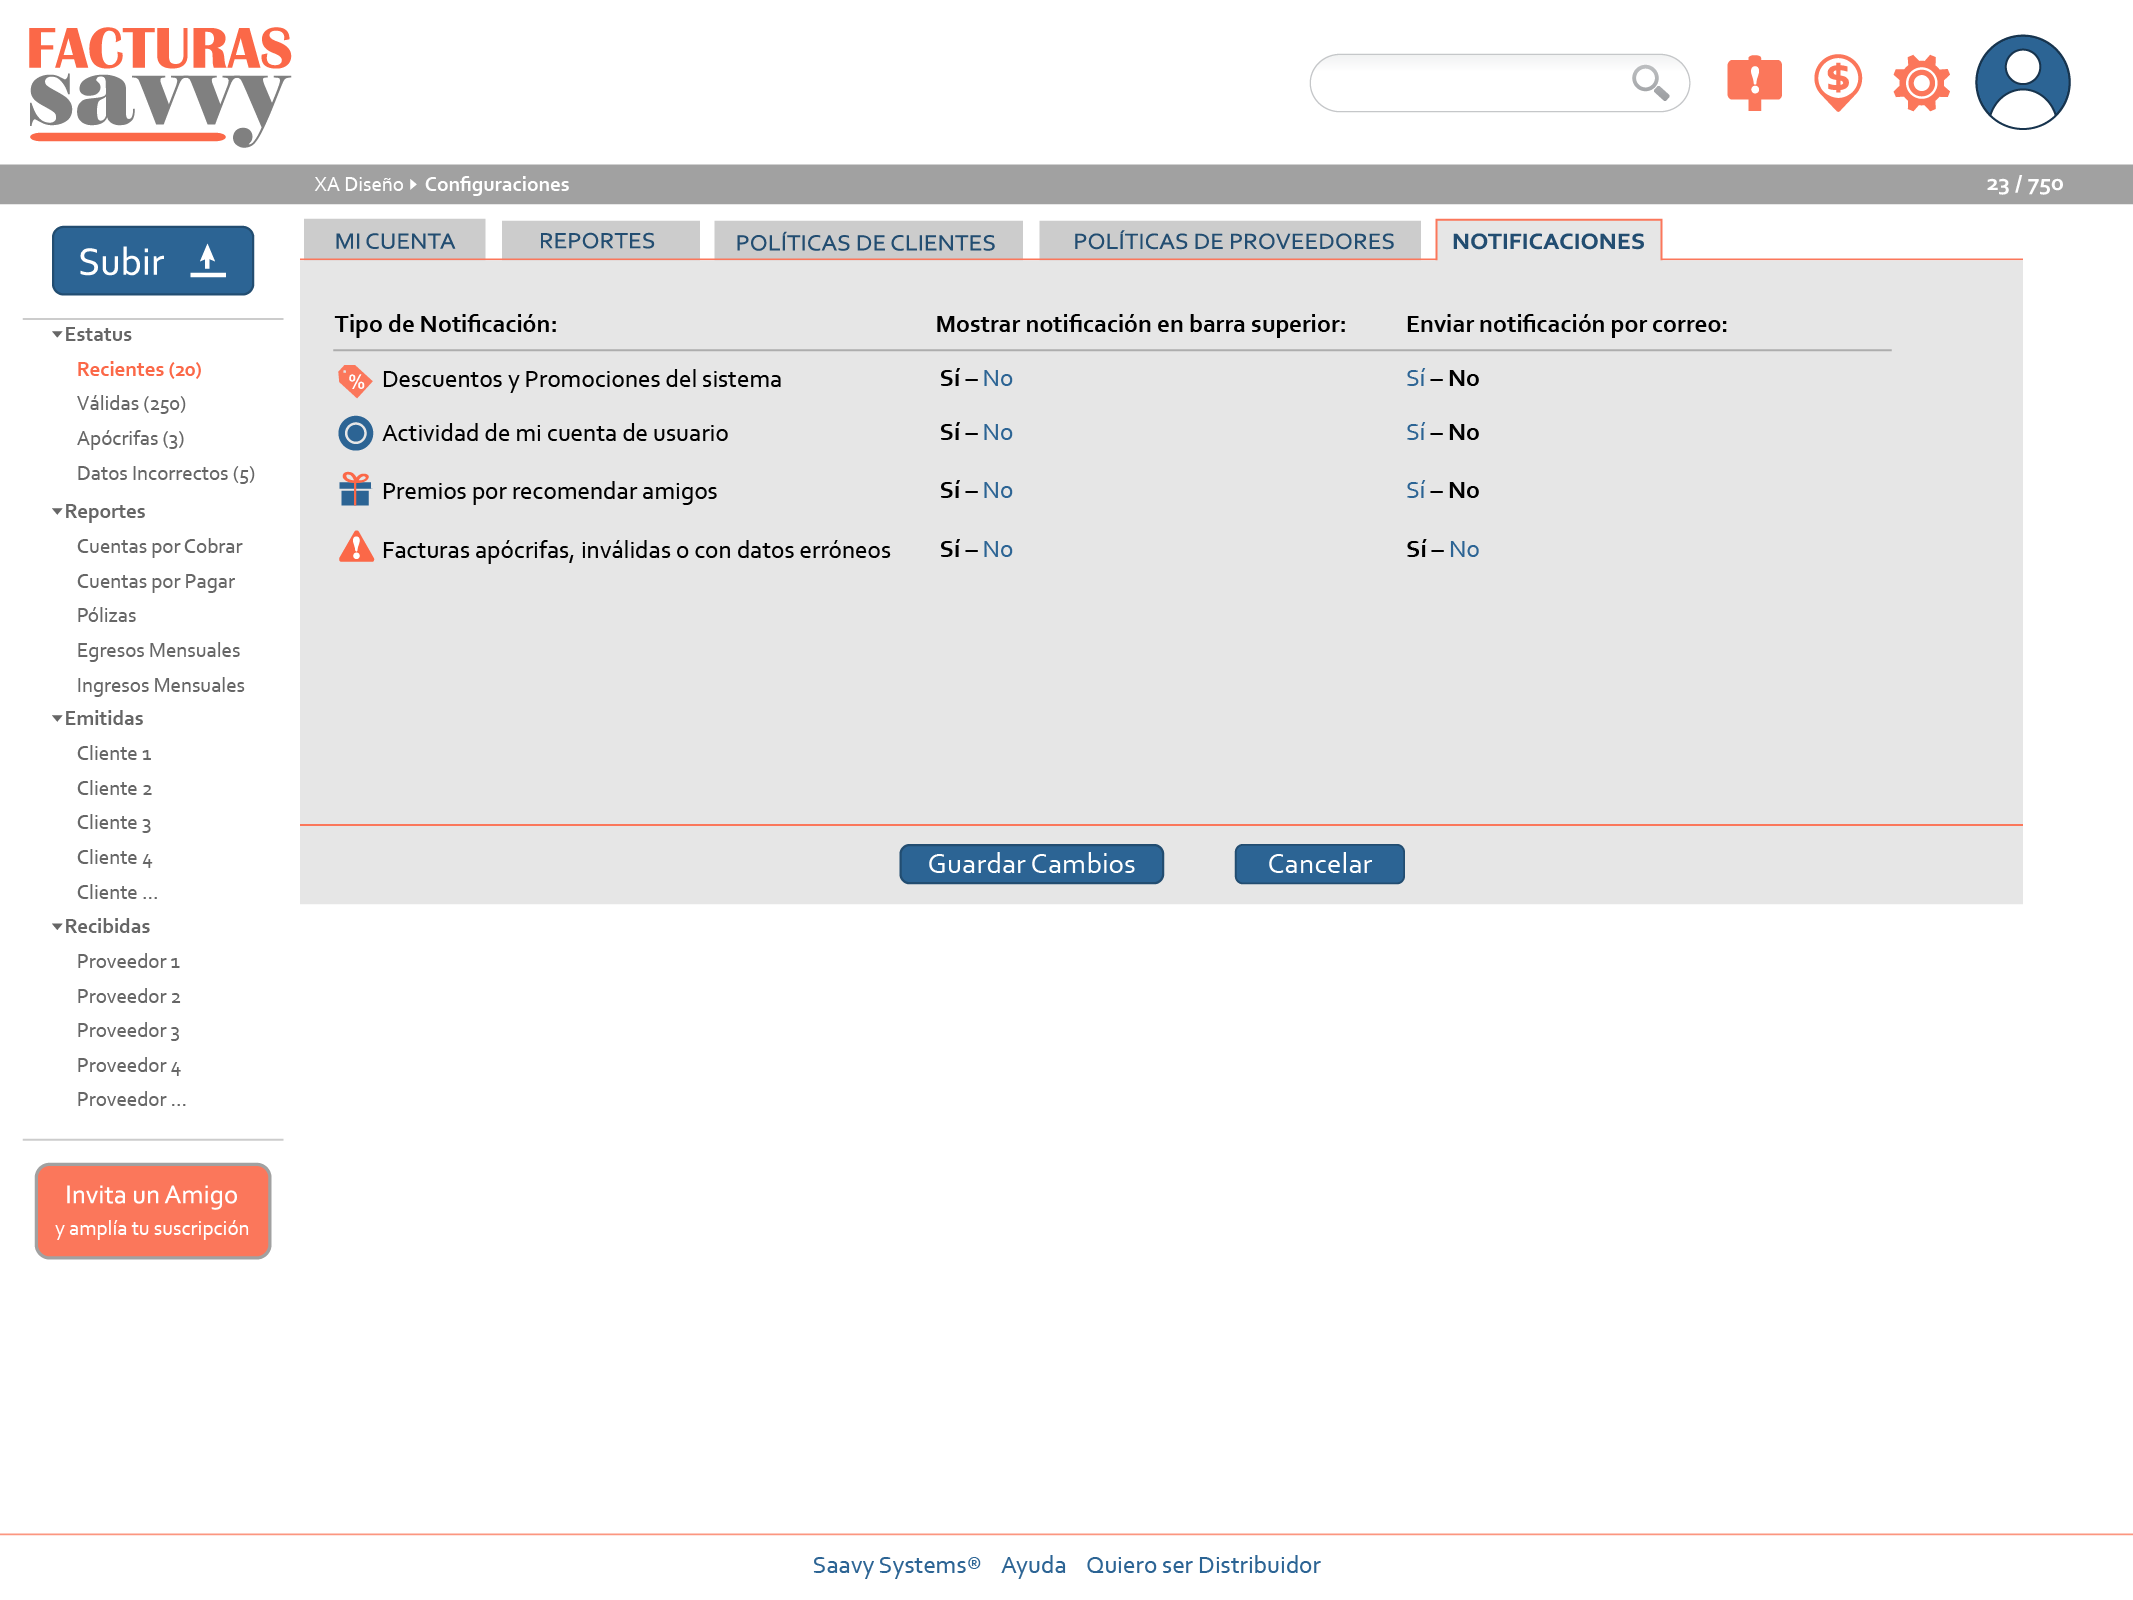 FACTURAS
savvy
XA Diseño Configuraciones
23 / 750
Subir
MI CUENTA
REPORTES
POLÍTICAS DE CLIENTES
POLÍTICAS DE PROVEEDORES
NOTIFICACIONES
Estatus
Recientes (20)
Válidas (250)
Apócrifas (3)
Datos Incorrectos (5)
Reportes
Cuentas por Cobrar
Cuentas por Pagar
Pólizas
Egresos Mensuales
Ingresos Mensuales
Emitidas
Cliente 1
Cliente 2
Cliente 3
Cliente 4
Cliente ...
Recibidas
Proveedor 1
Proveedor 2
Proveedor 3
Proveedor 4
Proveedor ...
Invita un Amigo
y amplía tu suscripción
Tipo de Notificación: Mostrar notificación en barra superior: Enviar notificación por correo:
% Descuentos y Promociones del sistema Sí – No Sí – No
Actividad de mi cuenta de usuario Sí – No Sí – No
Premios por recomendar amigos Sí – No Sí – No
Facturas apócrifas, inválidas o con datos erróneos Sí – No Sí – No
Guardar Cambios Cancelar
Saavy Systems® Ayuda Quiero ser Distribuidor